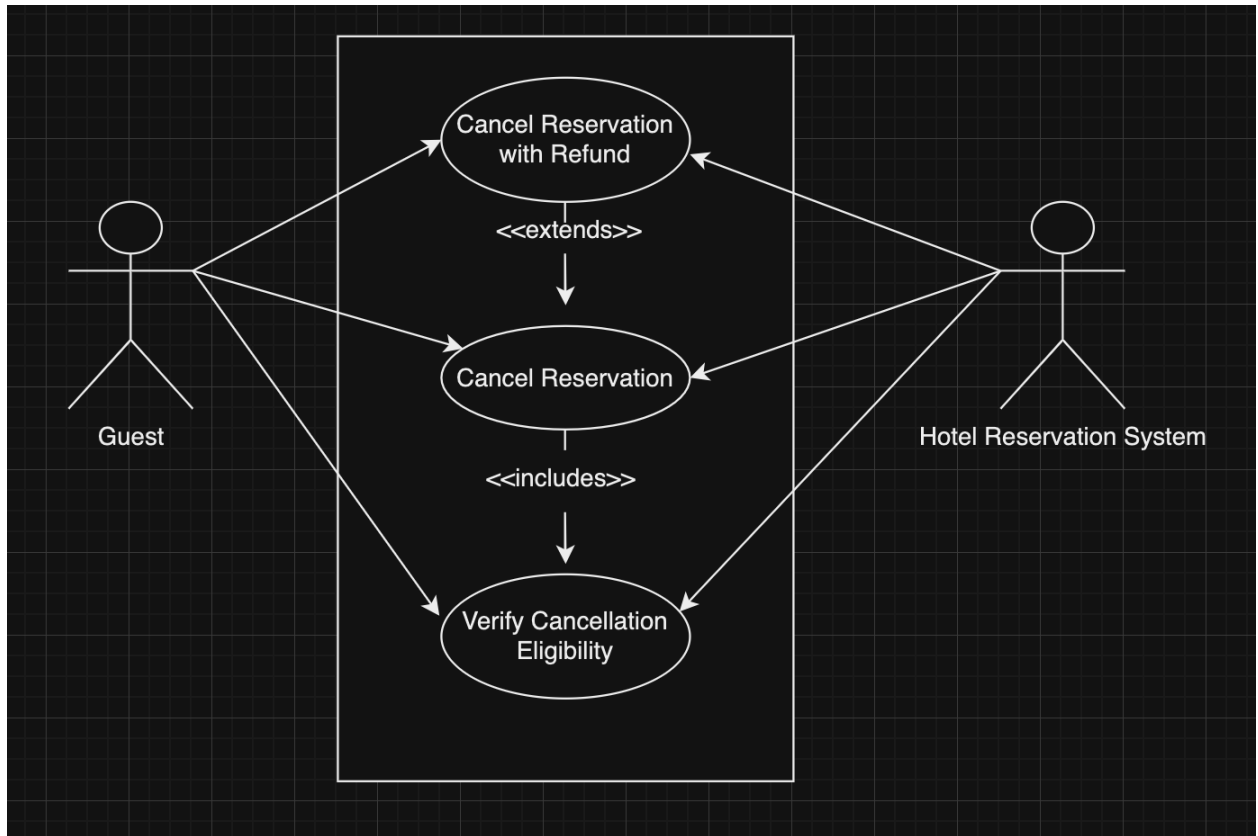 Cancel Reservation
with Refund
<<extends>>
Cancel Reservation
Guest
Hotel Reservation System
<<includes>>
Verify Cancellation
Eligibility